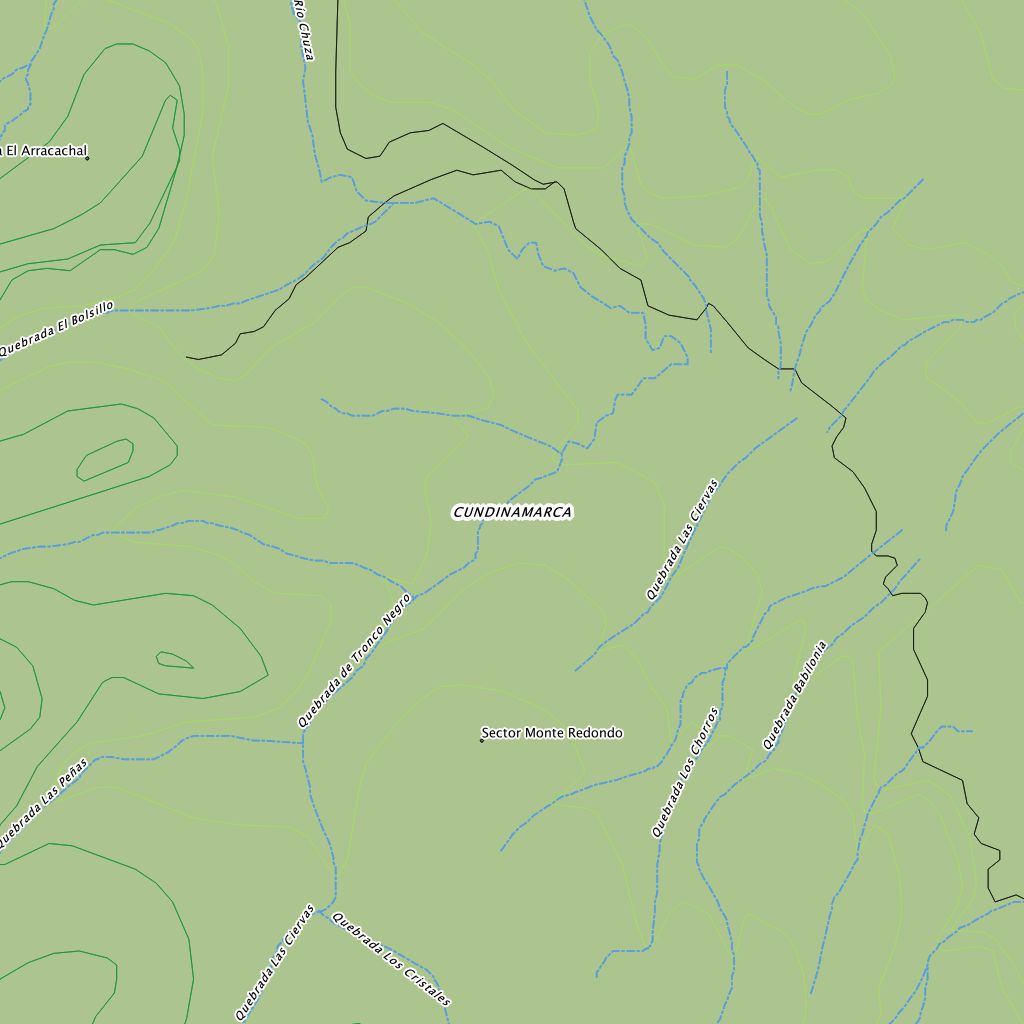 Río Chuza
a El Arracachal
Quebrada El Bolsillo
CUNDINAMARCA
Quebrada Las Ciervas
Quebrada de Tronco Negro
Quebrada Babilonia
Quebrada Los Chorros
Sector Monte Redondo
Quebrada Las Peñas
Quebrada Las Ciervas
Quebrada Los Cristales